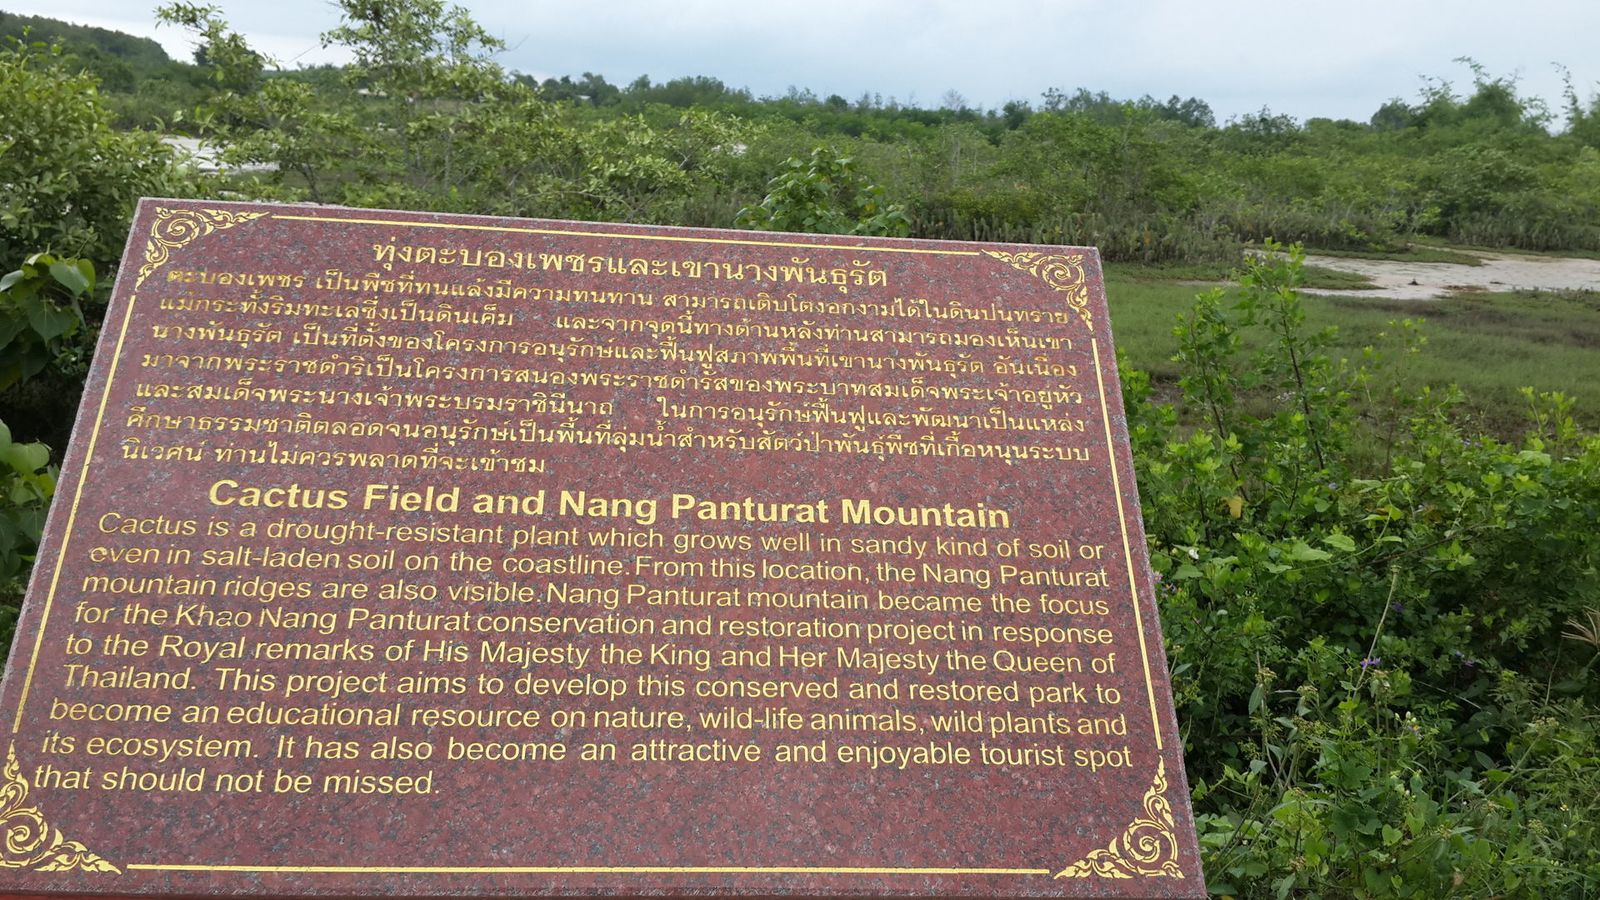 ทุ่งตะบองเพชรและเขานางพันธุรัต
ตะบองเพชร เป็นพืชที่ทนแล้งมีความทนทาน สามารถเติบโตงอกงามได้ในดินปนทราย
แม้กระทั่งริมทะเลซึ่งเป็นดินเค็ม และจากจุดนี้ทางด้านหลังท่านสามารถมองเห็นเขา
นางพันธุรัต เป็นที่ตั้งของโครงการอนุรักษ์และฟื้นฟูสภาพพื้นที่เขานางพันธุรัต อันเนื่อง
มาจากพระราชดำริเป็นโครงการสนองพระราชดำรัสของพระบาทสมเด็จพระเจ้าอยู่หัว
และสมเด็จพระนางเจ้าพระบรมราชินีนาถ ในการอนุรักษ์ฟื้นฟูและพัฒนาเป็นแหล่ง
ศึกษาธรรมชาติตลอดจนอนุรักษ์เป็นพื้นที่ลุ่มน้ำสำหรับสัตว์ป่าพันธุ์พืชที่เกื้อหนุนระบบ
นิเวศน์ ท่านไม่ควรพลาดที่จะเข้าชม
Cactus Field and Nang Panturat Mountain
Cactus is a drought-resistant plant which grows well in sandy kind of soil or
even in salt-laden soil on the coastline. From this location, the Nang Panturat
mountain ridges are also visible. Nang Panturat mountain became the focus
for the Khao Nang Panturat conservation and restoration project in response
to the Royal remarks of His Majesty the King and Her Majesty the Queen of
Thailand. This project aims to develop this conserved and restored park to
become an educational resource on nature, wild-life animals, wild plants and
its ecosystem. It has also become an attractive and enjoyable tourist spot
that should not be missed.